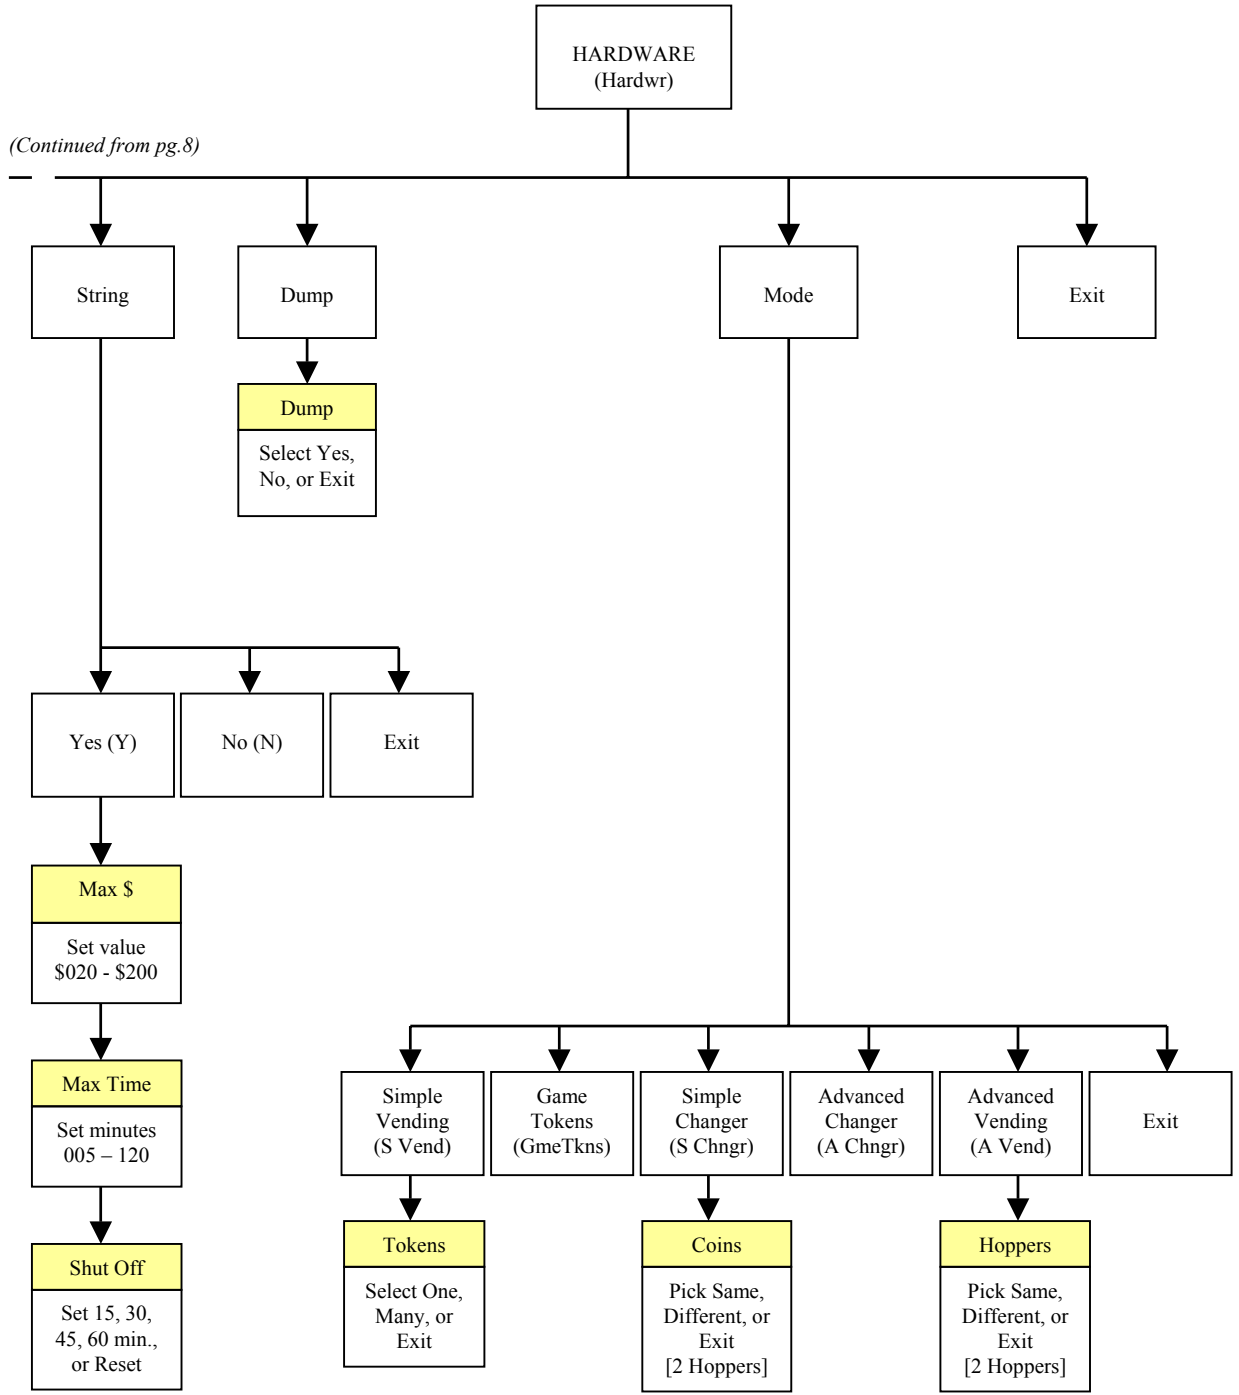 HARDWARE
(Hardwr)
(Continued from pg.8)
String
Dump
Mode
Exit
Dump
Select Yes,
No, or Exit
Yes (Y)
No (N)
Exit
Max $
Set value
$020 - $200
Max Time
Set minutes
005 – 120
Shut Off
Set 15, 30,
45, 60 min.,
or Reset
Simple
Vending
(S Vend)
Game
Tokens
(GmeTkns)
Simple
Changer
(S Chngr)
Advanced
Changer
(A Chngr)
Advanced
Vending
(A Vend)
Exit
Tokens
Select One,
Many, or
Exit
Coins
Pick Same,
Different, or
Exit
[2 Hoppers]
Hoppers
Pick Same,
Different, or
Exit
[2 Hoppers]